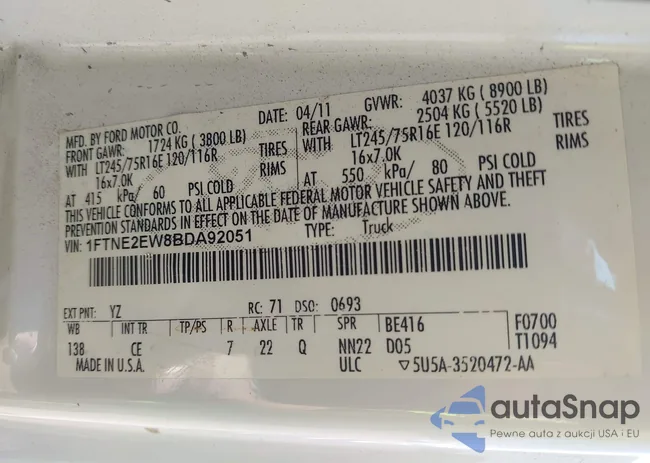 MFD. BY FORD MOTOR CO.
DATE: 04/11 GVWR: 4037 KG ( 8900 LB)
FRONT GAWR: 1724 KG ( 3800 LB) REAR GAWR: 2504 KG ( 5520 LB)
WITH LT245/75R16E 120/116R TIRES WITH LT245/75R16E 120/116R TIRES
16x7.0K RIMS 16x7.0K RIMS
AT 415 kPa/ 60 PSI COLD AT 550 kPa/ 80 PSI COLD
THIS VEHICLE CONFORMS TO ALL APPLICABLE FEDERAL MOTOR VEHICLE SAFETY AND THEFT
PREVENTION STANDARDS IN EFFECT ON THE DATE OF MANUFACTURE SHOWN ABOVE.
VIN: 1FTNE2EW8BDA92051 TYPE: Truck
EXT PNT: YZ RC: 71 DSO: 0693
WB INT TR TP/PS R AXLE TR SPR BE416 F0700
138 CE 7 22 Q NN22 D05 T1094
MADE IN U.S.A. ULC ▽5U5A-3520472-AA
autaSnap
Pewne auta z aukcji USA i EU